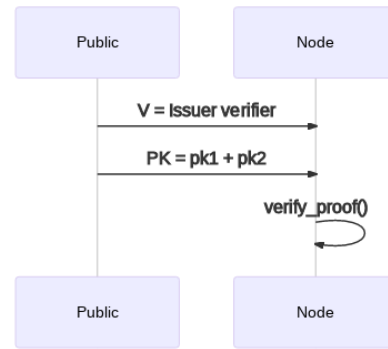 Public
Node
V = Issuer verifier
PK = pk1 + pk2
verify_proof()
Public
Node